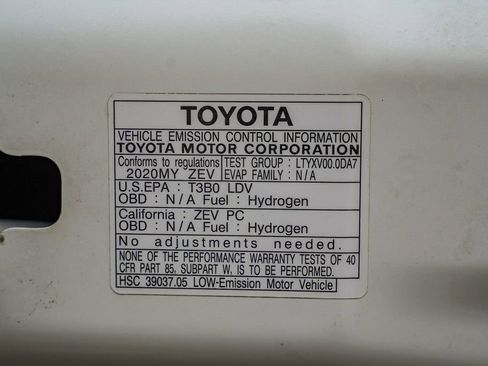 TOYOTA
VEHICLE EMISSION CONTROL INFORMATION
TOYOTA MOTOR CORPORATION
Conforms to regulations TEST GROUP : LTYXV00.0DA7
2020MY ZEV EVAP FAMILY : N/A
U.S.EPA : T3B0 LDV
OBD : N/A Fuel : Hydrogen
California : ZEV PC
OBD : N/A Fuel : Hydrogen
No adjustments needed.
NONE OF THE PERFORMANCE WARRANTY TESTS OF 40
CFR PART 85, SUBPART W, IS TO BE PERFORMED.
HSC 39037.05 LOW-Emission Motor Vehicle